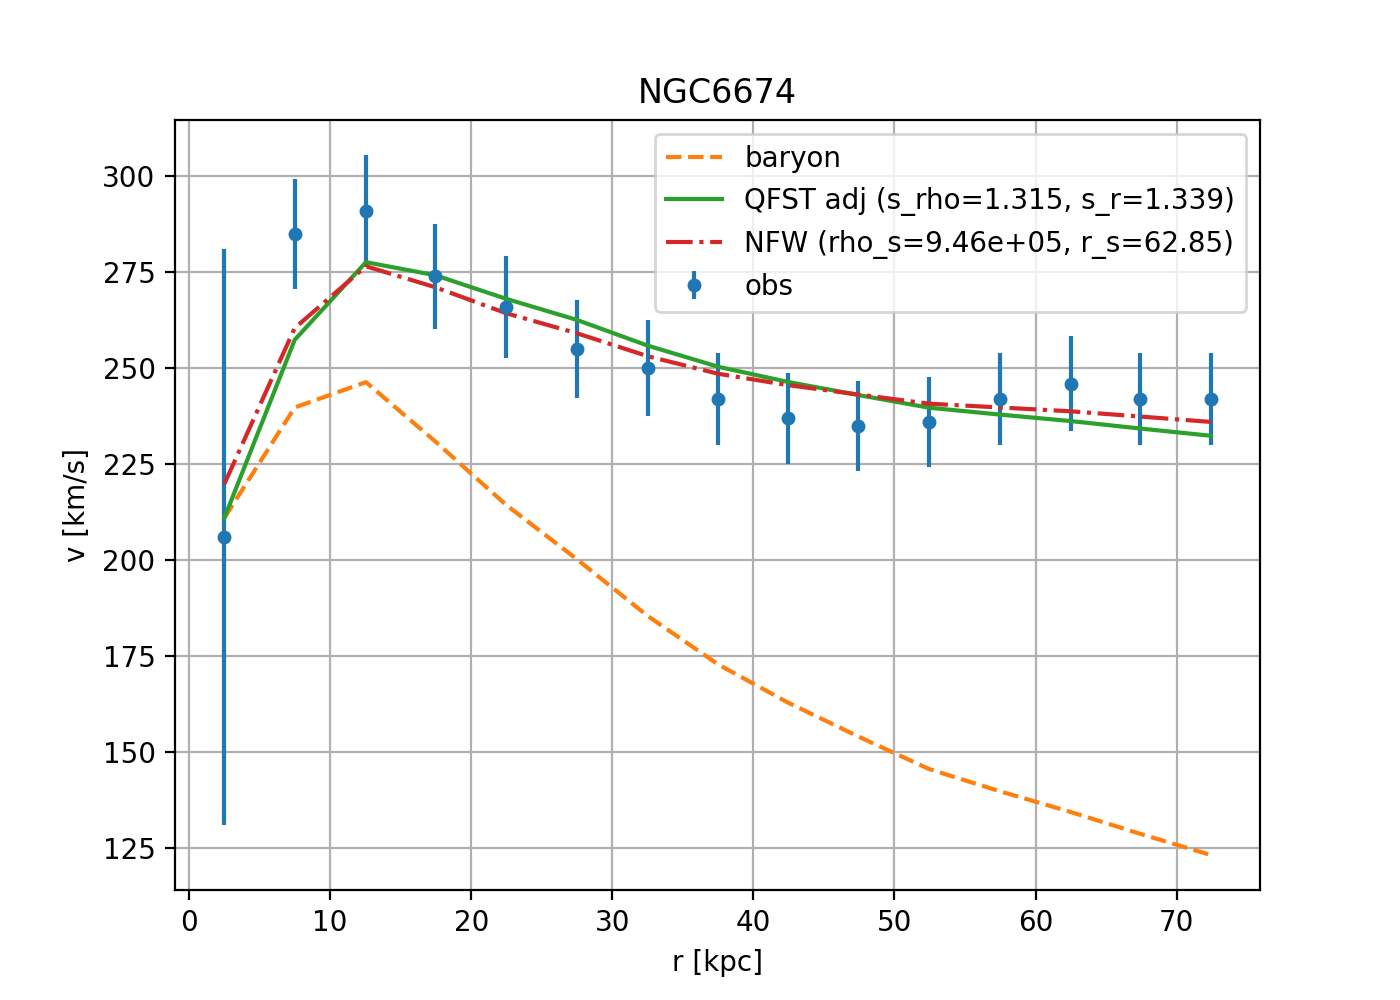 NGC6674
baryon
QFST adj (s_rho=1.315, s_r=1.339)
NFW (rho_s=9.46e+05, r_s=62.85)
obs
v [km/s]
300
275
250
225
200
175
150
125
0 10 20 30 40 50 60 70
r [kpc]